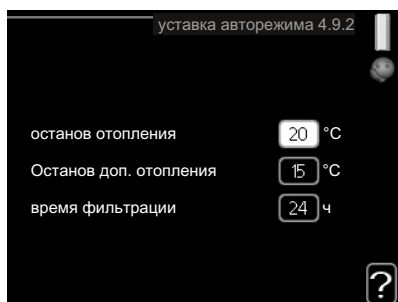 уставка авторежима 4.9.2
останов отопления 20 °C
Останов доп. отопления 15 °C
время фильтрации 24 ч
?